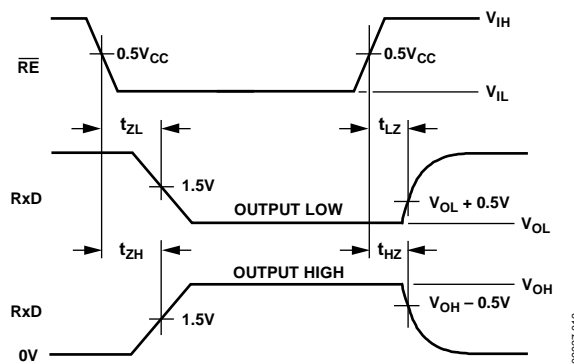 VIH
RE
0.5VCC
0.5VCC
VIL
tZL
tLZ
RxD
1.5V
OUTPUT LOW
VOL + 0.5V
VOL
tZH
tHZ
OUTPUT HIGH
VOH
RxD
1.5V
VOH – 0.5V
0V